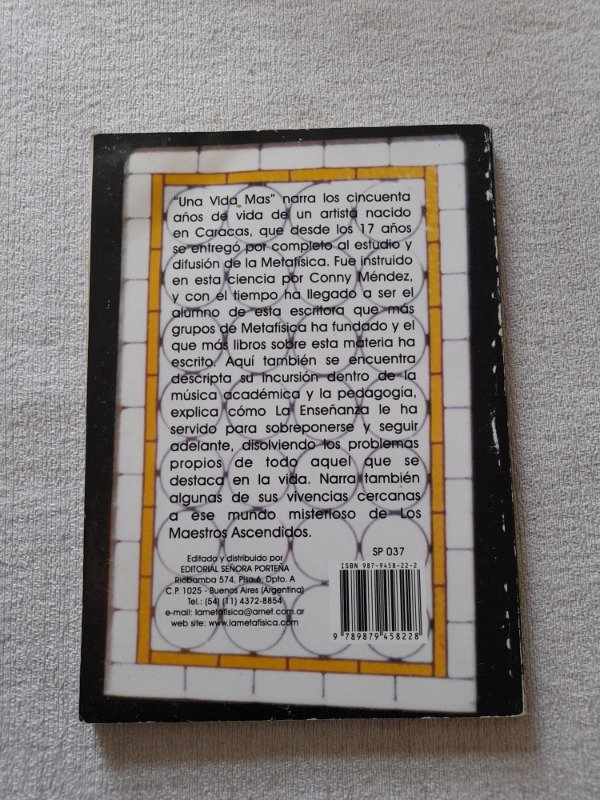 "Una Vida Mas" narra los cincuenta
años de vida de un artista nacido
en Caracas, que desde los 17 años
se entregó por completo al estudio y
difusión de la Metafísica. Fue instruido
en esta ciencia por Conny Méndez,
y con el tiempo ha llegado a ser el
alumno de esta escritora que más
grupos de Metafísica ha fundado y el
que más libros sobre esta materia ha
escrito. Aquí también se encuentra
descripta su incursión dentro de la
música académica y la pedagogía,
explica cómo La Enseñanza le ha
servido para sobreponerse y seguir
adelante, disolviendo los problemas
propios de todo aquel que se
destaca en la vida. Narra también
algunas de sus vivencias cercanas
a ese mundo misterioso de Los
Maestros Ascendidos.
Editado y distribuido por
EDITORIAL SEÑORA PORTEÑA
Riobamba 574, Piso 6, Dpto. A
C.P. 1025 - Buenos Aires (Argentina)
Tel.: (54) (11) 4372-8854
e-mail: lametafisica@arnet.com.ar
web site: www.lametafisica.com
SP 037
ISBN 987-9458-22-2
9 789879 458228